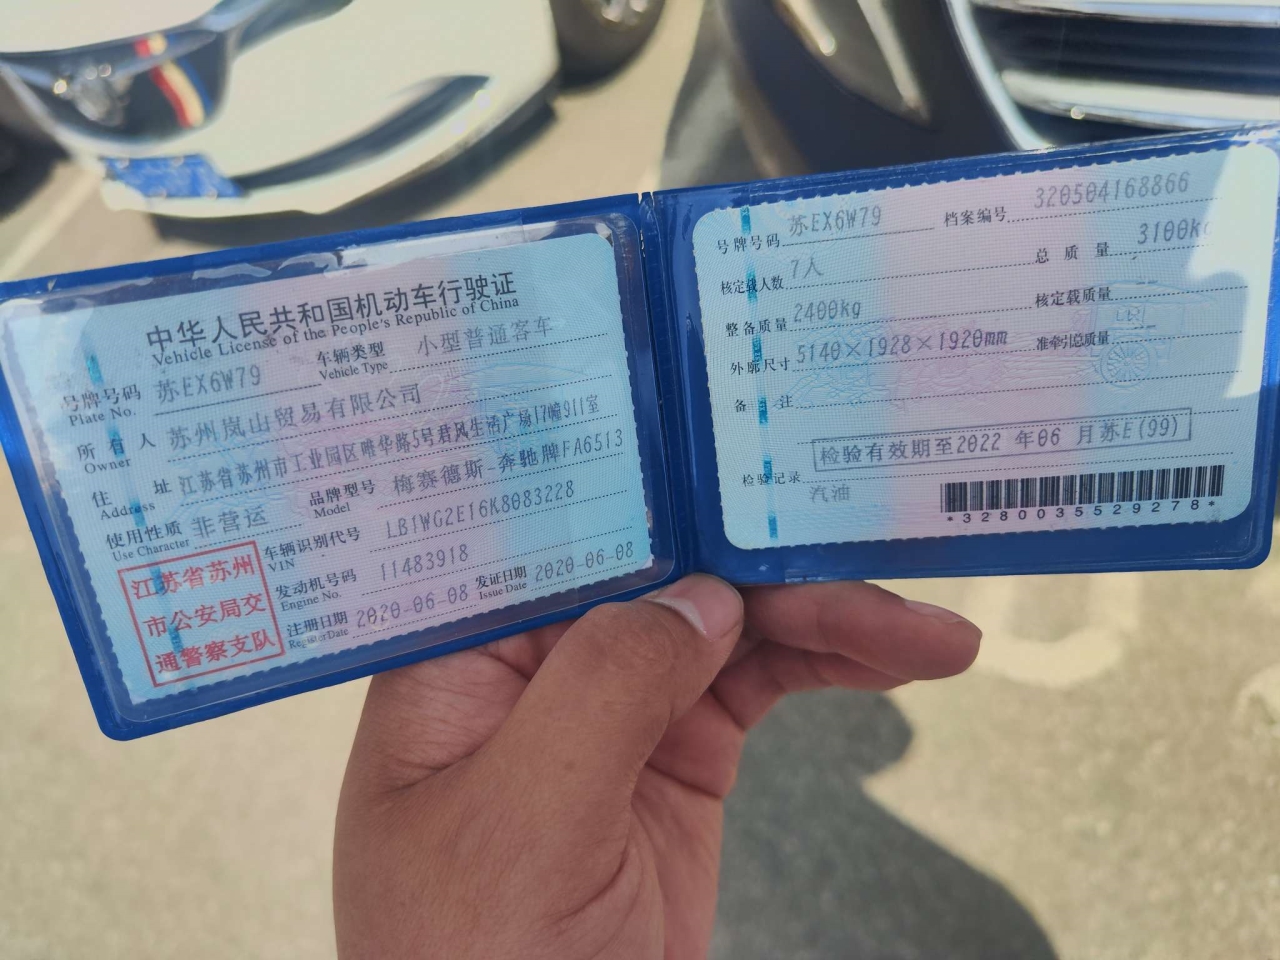 中华人民共和国机动车行驶证
Vehicle License of the People's Republic of China
号牌号码 Plate No. 苏EX6W79 车辆类型 Vehicle Type 小型普通客车
所有人 Owner 苏州岚山贸易有限公司
住址 Address 江苏省苏州市工业园区唯华路5号君风生活广场17幢911室
使用性质 Use Character 非营运 品牌型号 Model 梅赛德斯-奔驰牌FA6513
车辆识别代号 VIN LB1WG2E16K8083228
发动机号码 Engine No. 11483918
注册日期 Register Date 2020-06-08 发证日期 Issue Date 2020-06-08
江苏省苏州
市公安局交
通警察支队
号牌号码 苏EX6W79 档案编号 320504168866
核定载人数 7人 总质量 3100kg
整备质量 2400kg 核定载质量
外廓尺寸 5140×1928×1920mm 准牵引总质量
备注
检验有效期至2022 年06 月苏E(99)
检验记录
汽油
*3280035529278*